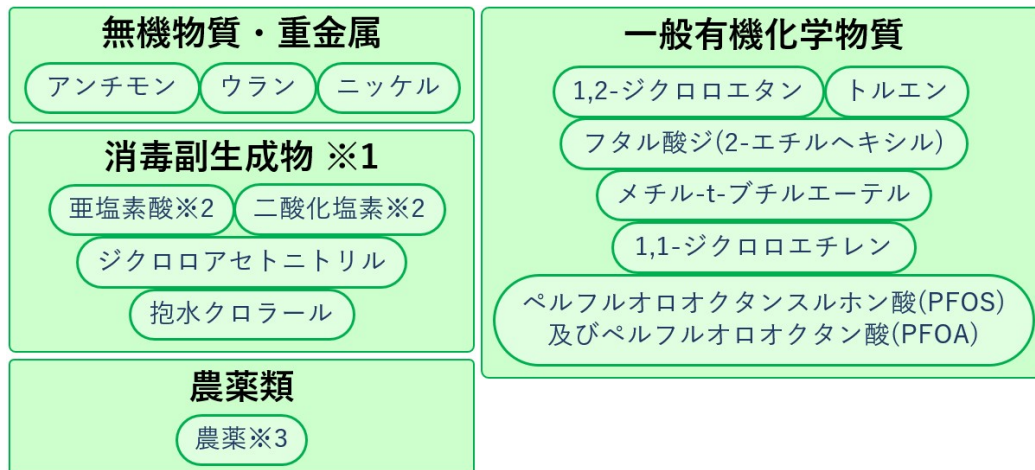 無機物質・重金属
アンチモン ウラン ニッケル
消毒副生成物 ※1
亜塩素酸※2 二酸化塩素※2
ジクロロアセトニトリル
抱水クロラール
農薬類
農薬※3
一般有機化学物質
1,2-ジクロロエタン トルエン
フタル酸ジ(2-エチルヘキシル)
メチル-t-ブチルエーテル
1,1-ジクロロエチレン
ペルフルオロオクタンスルホン酸(PFOS)
及びペルフルオロオクタン酸(PFOA)